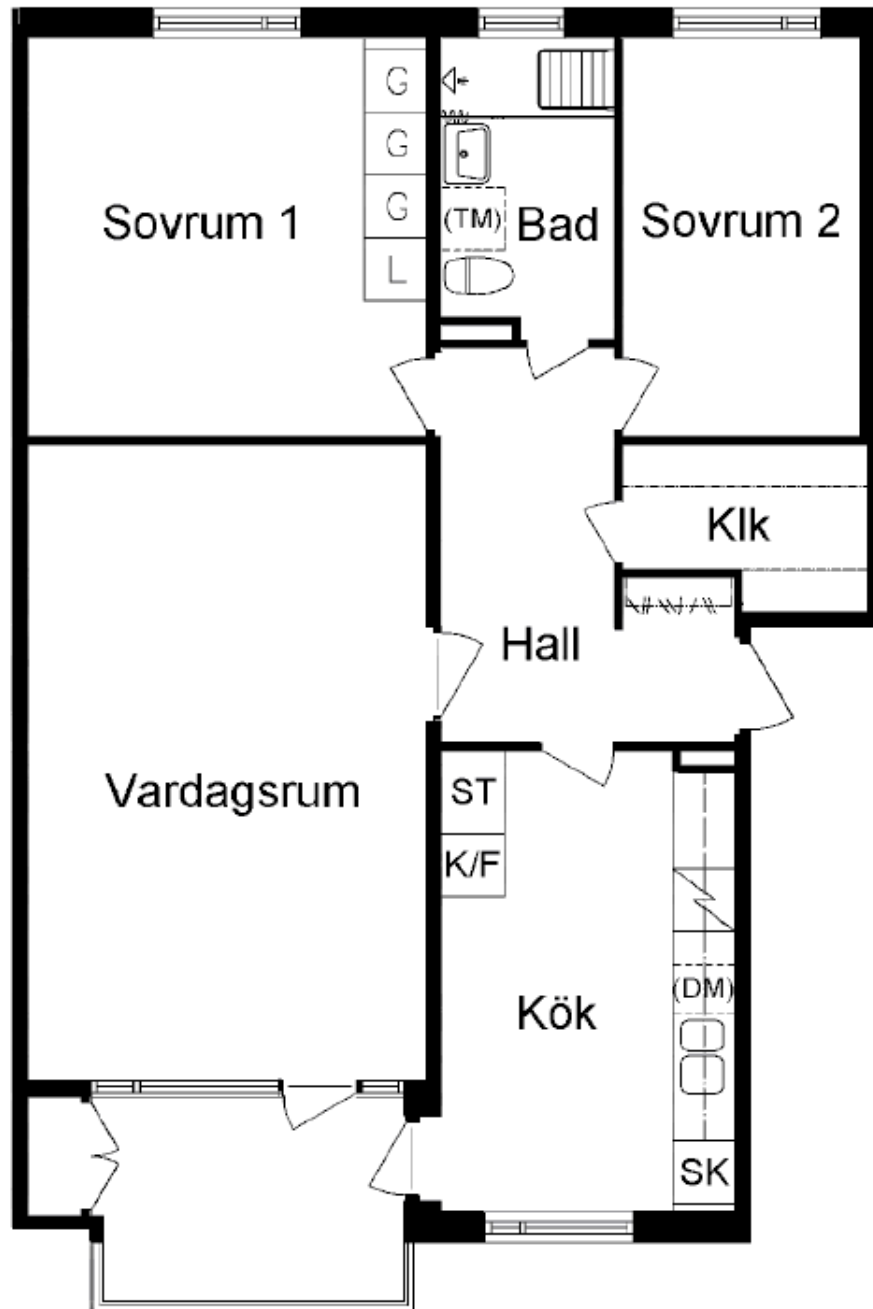 G
G
Sovrum 1
G
(TM)
Bad
Sovrum 2
L
Klk
Hall
Vardagsrum
ST
K/F
(DM)
Kök
SK